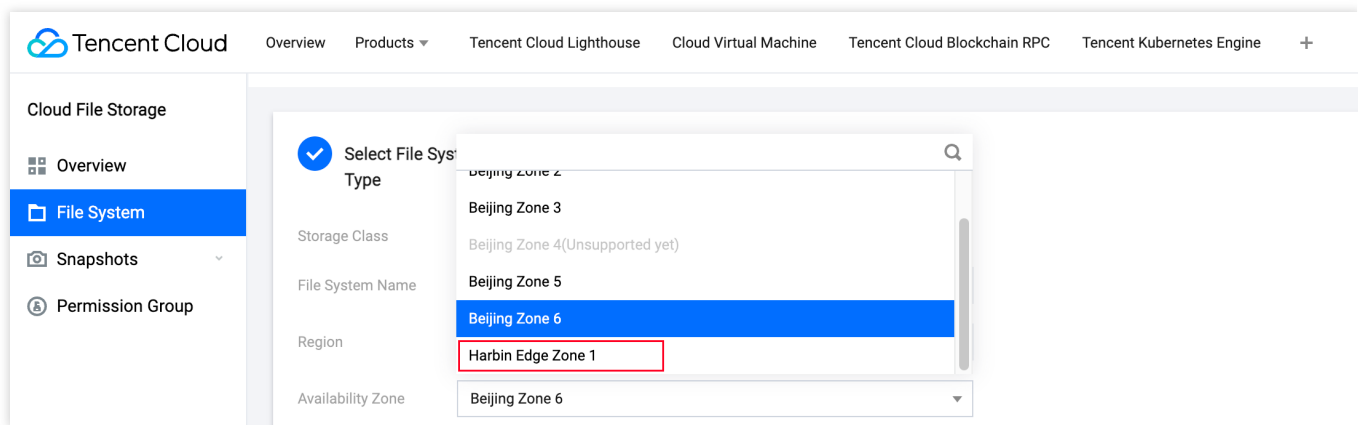 Tencent Cloud
Overview Products Tencent Cloud Lighthouse Cloud Virtual Machine Tencent Cloud Blockchain RPC Tencent Kubernetes Engine +
Cloud File Storage
Overview
File System
Snapshots
Permission Group
Select File Syst
Type
Beijing Zone 2
Beijing Zone 3
Storage Class
Beijing Zone 4(Unsupported yet)
File System Name
Beijing Zone 5
Beijing Zone 6
Region
Harbin Edge Zone 1
Availability Zone
Beijing Zone 6